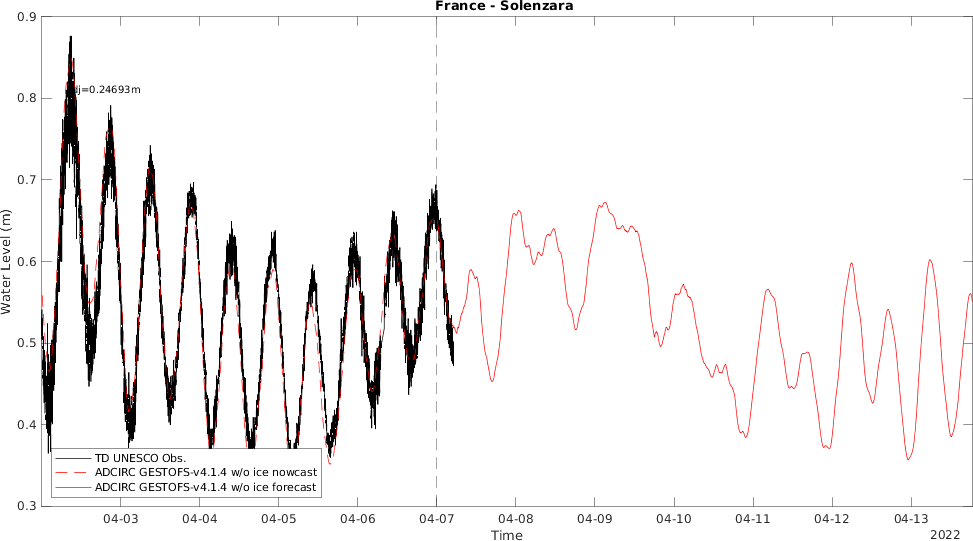 France - Solenzara
0.9
0.8
0.7
0.6
0.5
0.4
0.3
Water Level (m)
j=0.24693m
TD UNESCO Obs.
ADCIRC GESTOFS-v4.1.4 w/o ice nowcast
ADCIRC GESTOFS-v4.1.4 w/o ice forecast
04-03 04-04 04-05 04-06 04-07 04-08 04-09 04-10 04-11 04-12 04-13
Time
2022